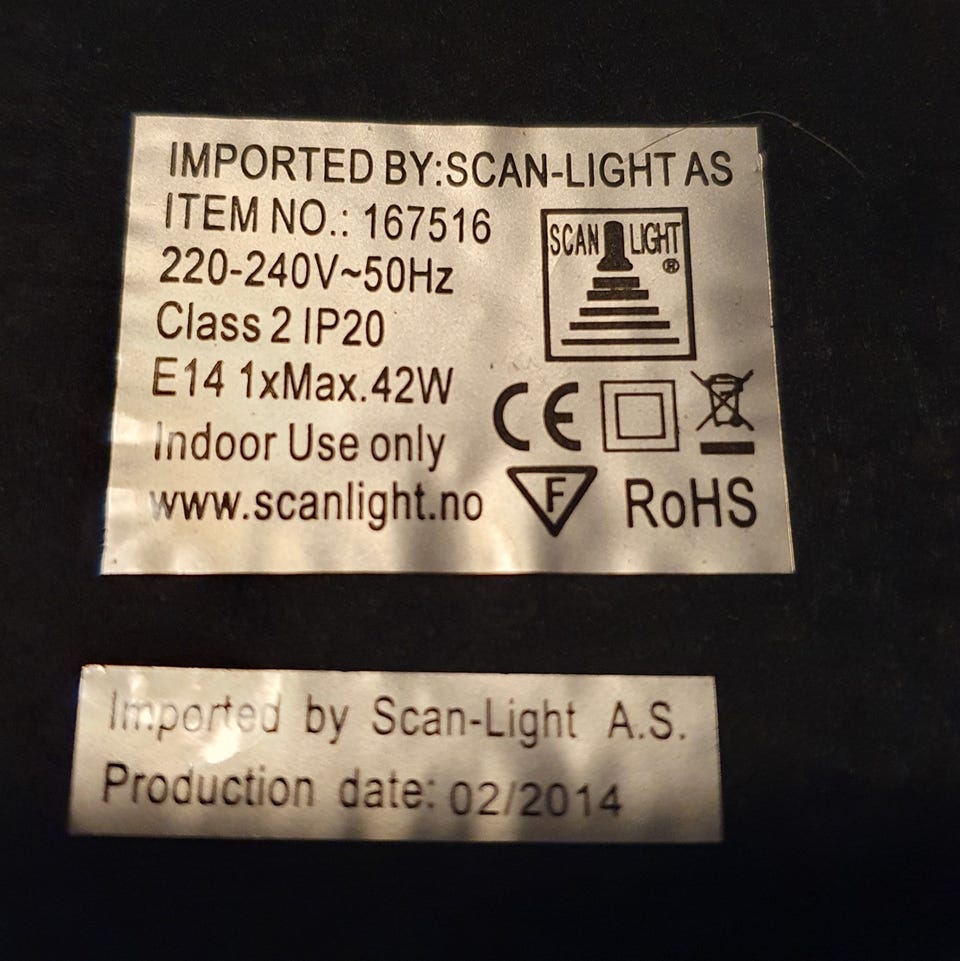 IMPORTED BY:SCAN-LIGHT AS
ITEM NO.: 167516
220-240V~50Hz
Class 2 IP20
E14 1xMax.42W
Indoor Use only
www.scanlight.no
SCAN LIGHT
®
CE
F
RoHS
Imported by Scan-Light A.S.
Production date: 02/2014